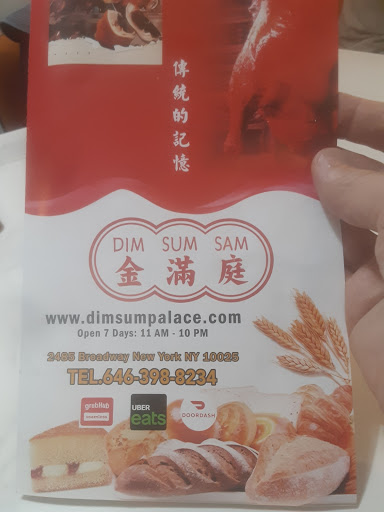 傳統的記憶
DIM SUM SAM
金滿庭
www.dimsumpalace.com
Open 7 Days: 11 AM - 10 PM
2485 Broadway New York NY 10025
TEL.646-398-8234
GRUBHUB
UBER
eats
DOORDASH